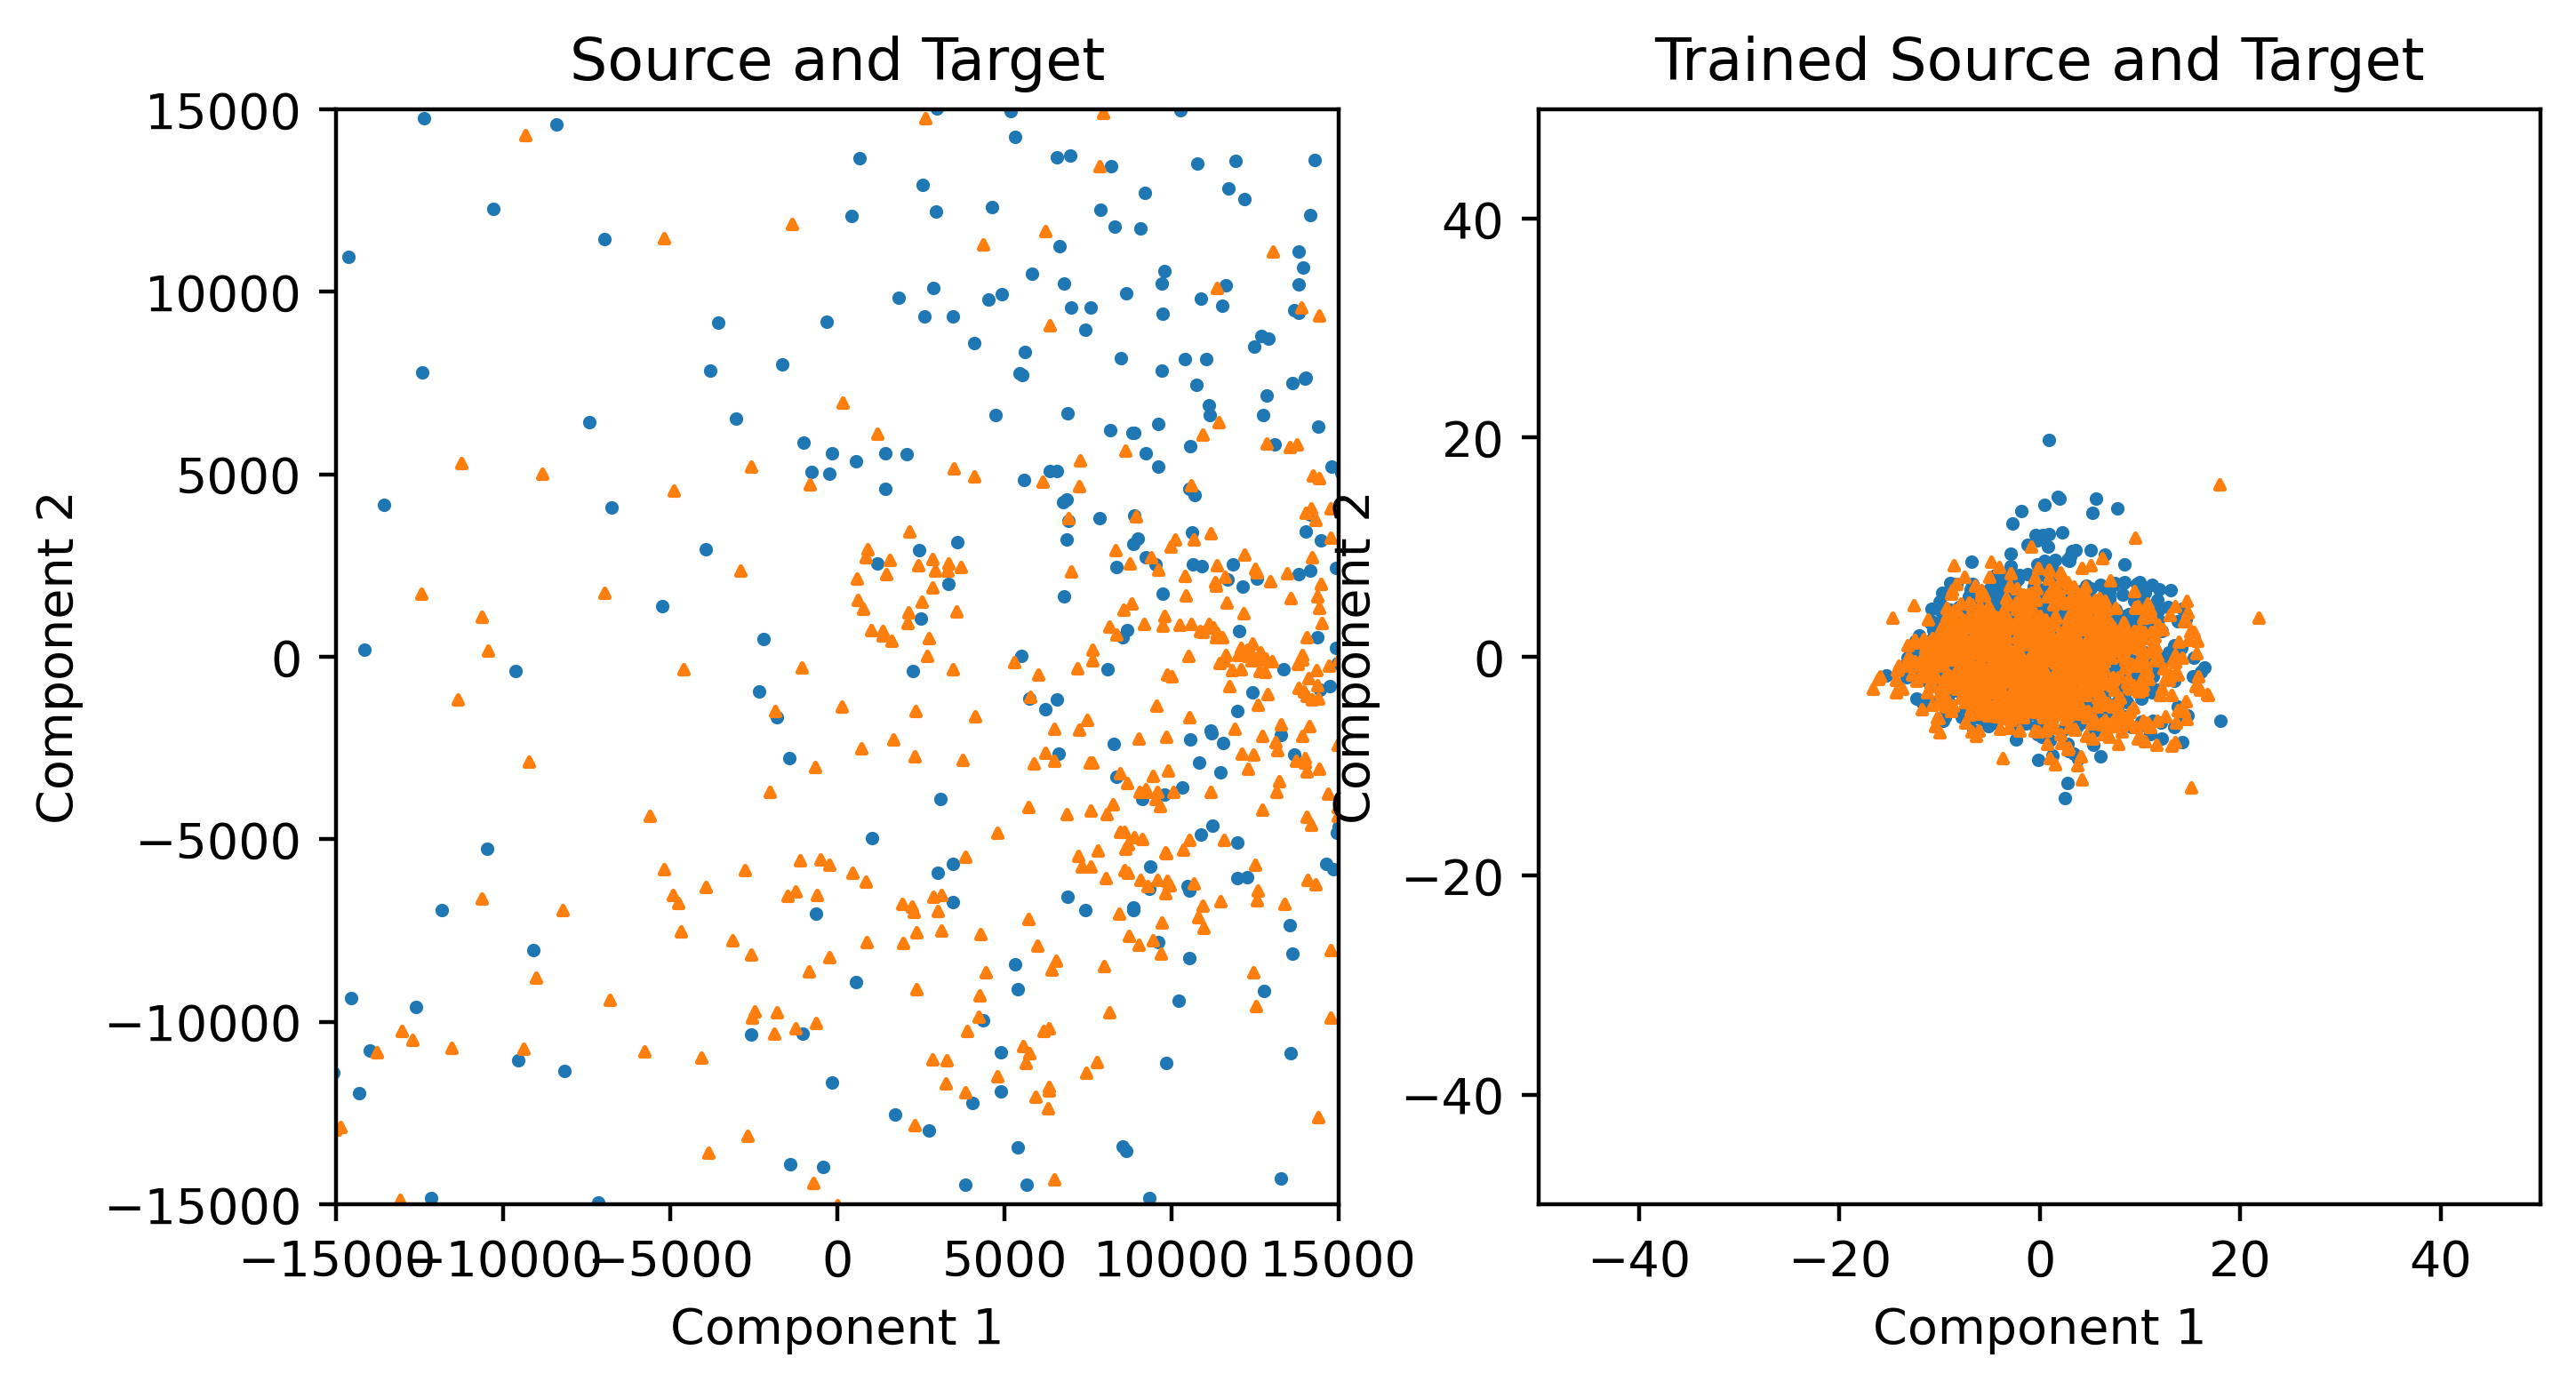 Source and Target
15000
10000
5000
0
−5000
−10000
−15000
Component 2
−15000 −10000 −5000 0 5000 10000 15000
Component 1
Trained Source and Target
40
20
0
−20
−40
Component 2
−40 −20 0 20 40
Component 1